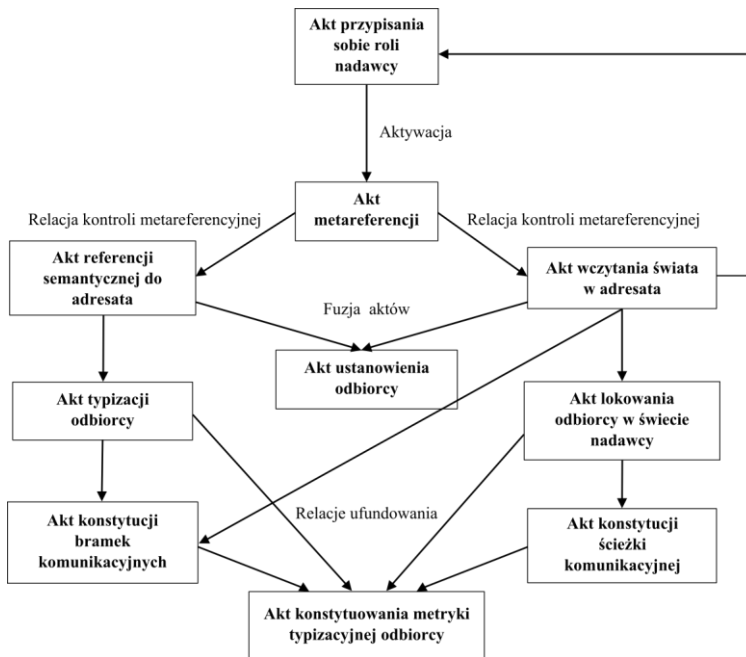 Akt przypisania
sobie roli
nadawcy
Aktywacja
Akt
metareferencji
Relacja kontroli metareferencyjnej
Relacja kontroli metareferencyjnej
Akt referencji
semantycznej do
adresata
Akt wczytania świata
w adresata
Fuzja aktów
Akt ustanowienia
odbiorcy
Akt typizacji
odbiorcy
Akt lokowania
odbiorcy w świecie
nadawcy
Relacje ufundowania
Akt konstytucji
bramek
komunikacyjnych
Akt konstytucji
ścieżki
komunikacyjnej
Akt konstytuowania metryki
typizacyjnej odbiorcy